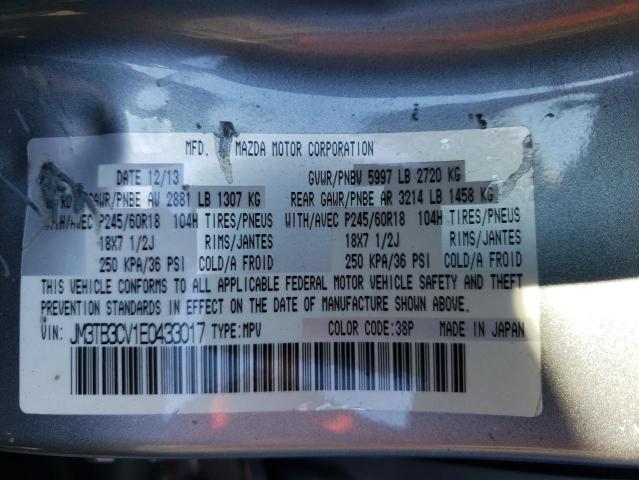 MFD. MAZDA MOTOR CORPORATION
DATE 12/13 GVWR/PNBV 5997 LB 2720 KG
GAWR/PNBE AV 2881 LB 1307 KG REAR GAWR/PNBE AR 3214 LB 1458 KG
WITH/AVEC P245/60R18 104H TIRES/PNEUS WITH/AVEC P245/60R18 104H TIRES/PNEUS
18X7 1/2J RIMS/JANTES 18X7 1/2J RIMS/JANTES
250 KPA/36 PSI COLD/A FROID 250 KPA/36 PSI COLD/A FROID
THIS VEHICLE CONFORMS TO ALL APPLICABLE FEDERAL MOTOR VEHICLE SAFETY AND THEFT
PREVENTION STANDARDS IN EFFECT ON THE DATE OF MANUFACTURE SHOWN ABOVE.
VIN: JM3TB3CV1E0433017 TYPE:MPV COLOR CODE:38P MADE IN JAPAN